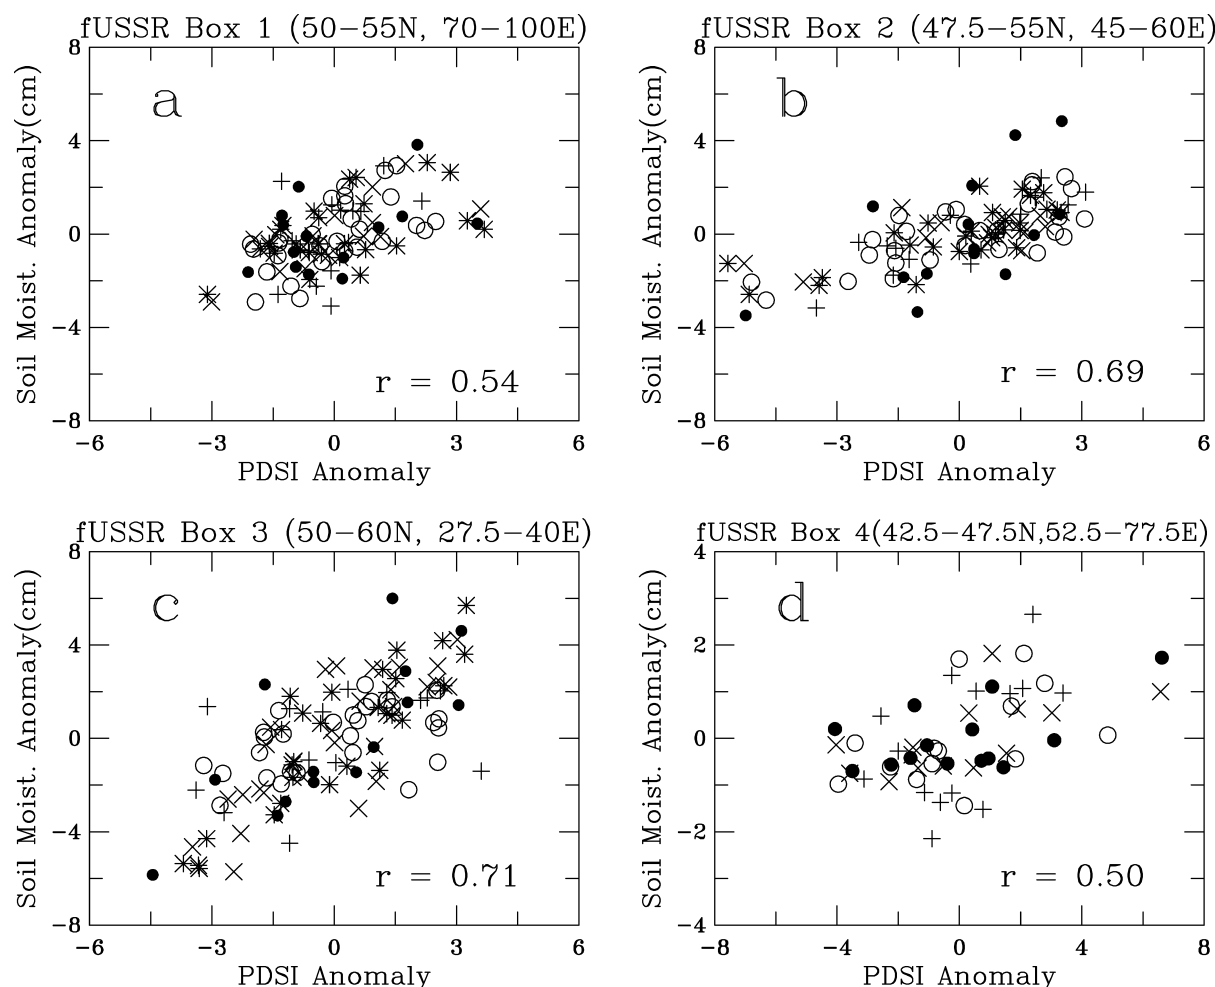 fUSSR Box 1 (50−55N, 70−100E)
8
4
0
−4
−8
Soil Moist. Anomaly(cm)
a
r = 0.54
−6 −3 0 3 6
PDSI Anomaly
fUSSR Box 2 (47.5−55N, 45−60E)
8
4
0
−4
−8
Soil Moist. Anomaly(cm)
b
r = 0.69
−6 −3 0 3 6
PDSI Anomaly
fUSSR Box 3 (50−60N, 27.5−40E)
8
4
0
−4
−8
Soil Moist. Anomaly(cm)
c
r = 0.71
−6 −3 0 3 6
PDSI Anomaly
fUSSR Box 4(42.5−47.5N,52.5−77.5E)
4
2
0
−2
−4
Soil Moist. Anomaly(cm)
d
r = 0.50
−8 −4 0 4 8
PDSI Anomaly